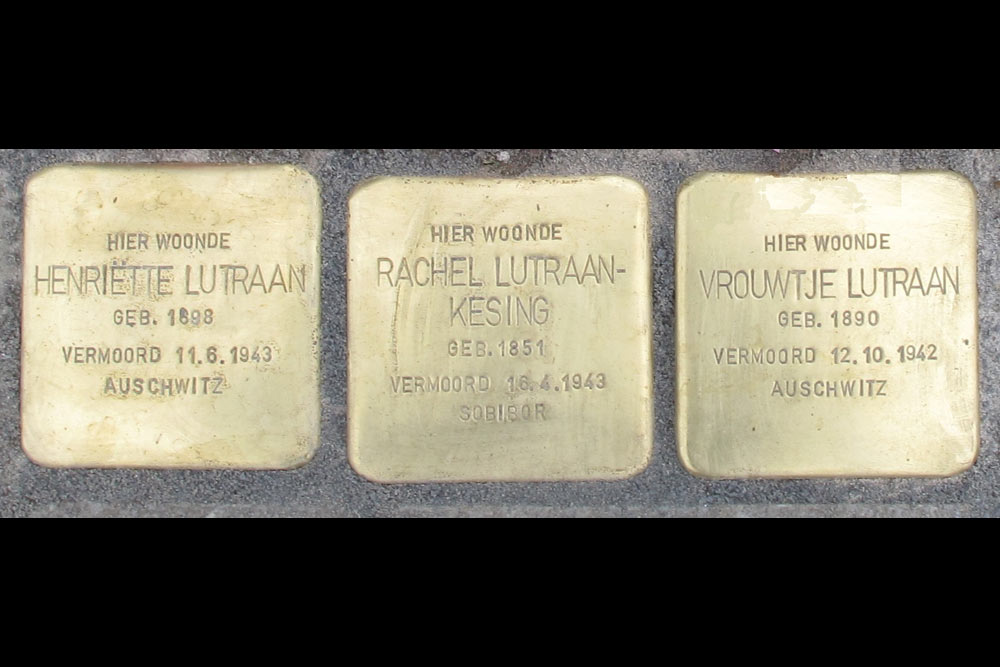 HIER WOONDE
HENRIËTTE LUTRAAN
GEB. 1898
VERMOORD 11.6.1943
AUSCHWITZ
HIER WOONDE
RACHEL LUTRAAN-
KESING
GEB. 1851
VERMOORD 16.4.1943
SOBIBOR
HIER WOONDE
VROUWTJE LUTRAAN
GEB. 1890
VERMOORD 12.10.1942
AUSCHWITZ